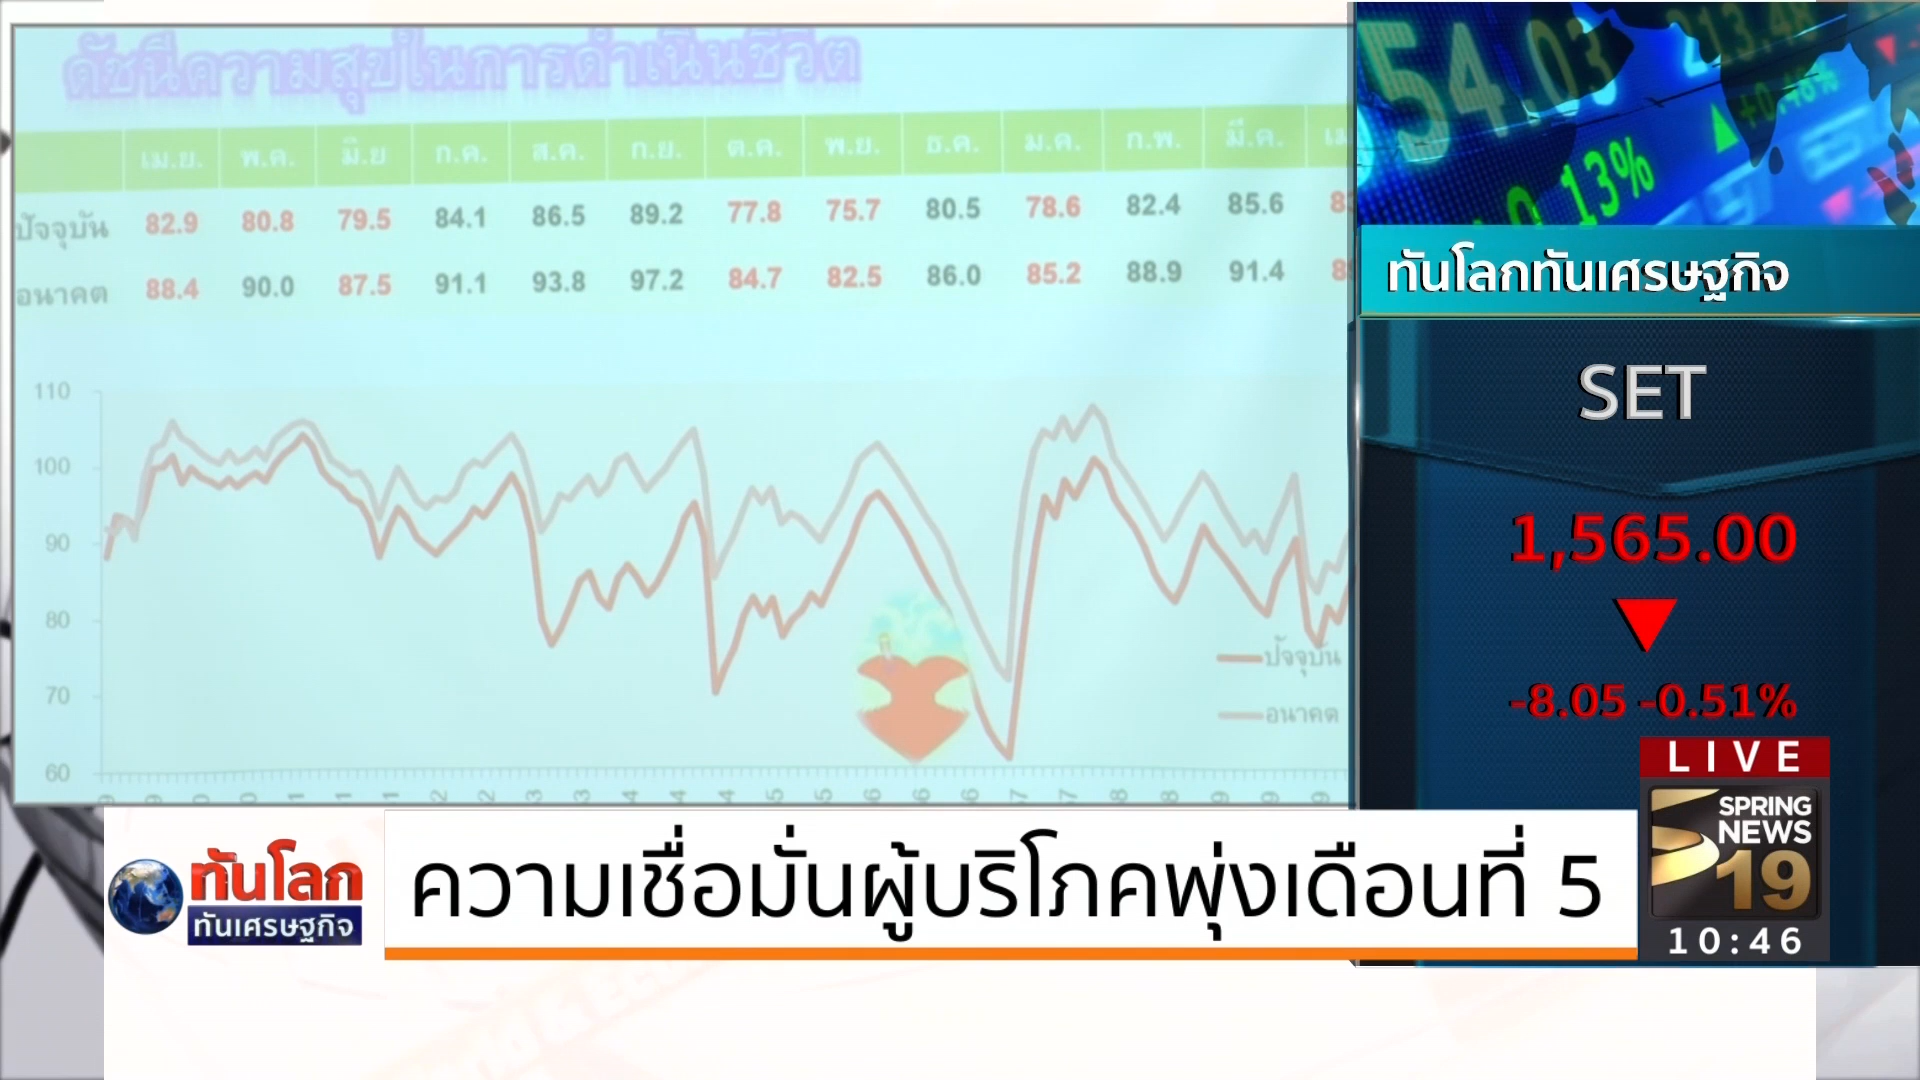 ดัชนีความสุขในการดำเนินชีวิต
เม.ย. พ.ค. มิ.ย ก.ค. ส.ค. ก.ย. ต.ค. พ.ย. ธ.ค. ม.ค. ก.พ. มี.ค.
ปัจจุบัน 82.9 80.8 79.5 84.1 86.5 89.2 77.8 75.7 80.5 78.6 82.4 85.6
อนาคต 88.4 90.0 87.5 91.1 93.8 97.2 84.7 82.5 86.0 85.2 88.9 91.4
110
100
90
80
70
60
ปัจจุบัน
อนาคต
54.03
213.48
+0.48%
0.13%
ทันโลกทันเศรษฐกิจ
SET
1,565.00
-8.05 -0.51%
LIVE
SPRING
NEWS
19
10:46
ทันโลก
ทันเศรษฐกิจ
ความเชื่อมั่นผู้บริโภคพุ่งเดือนที่ 5